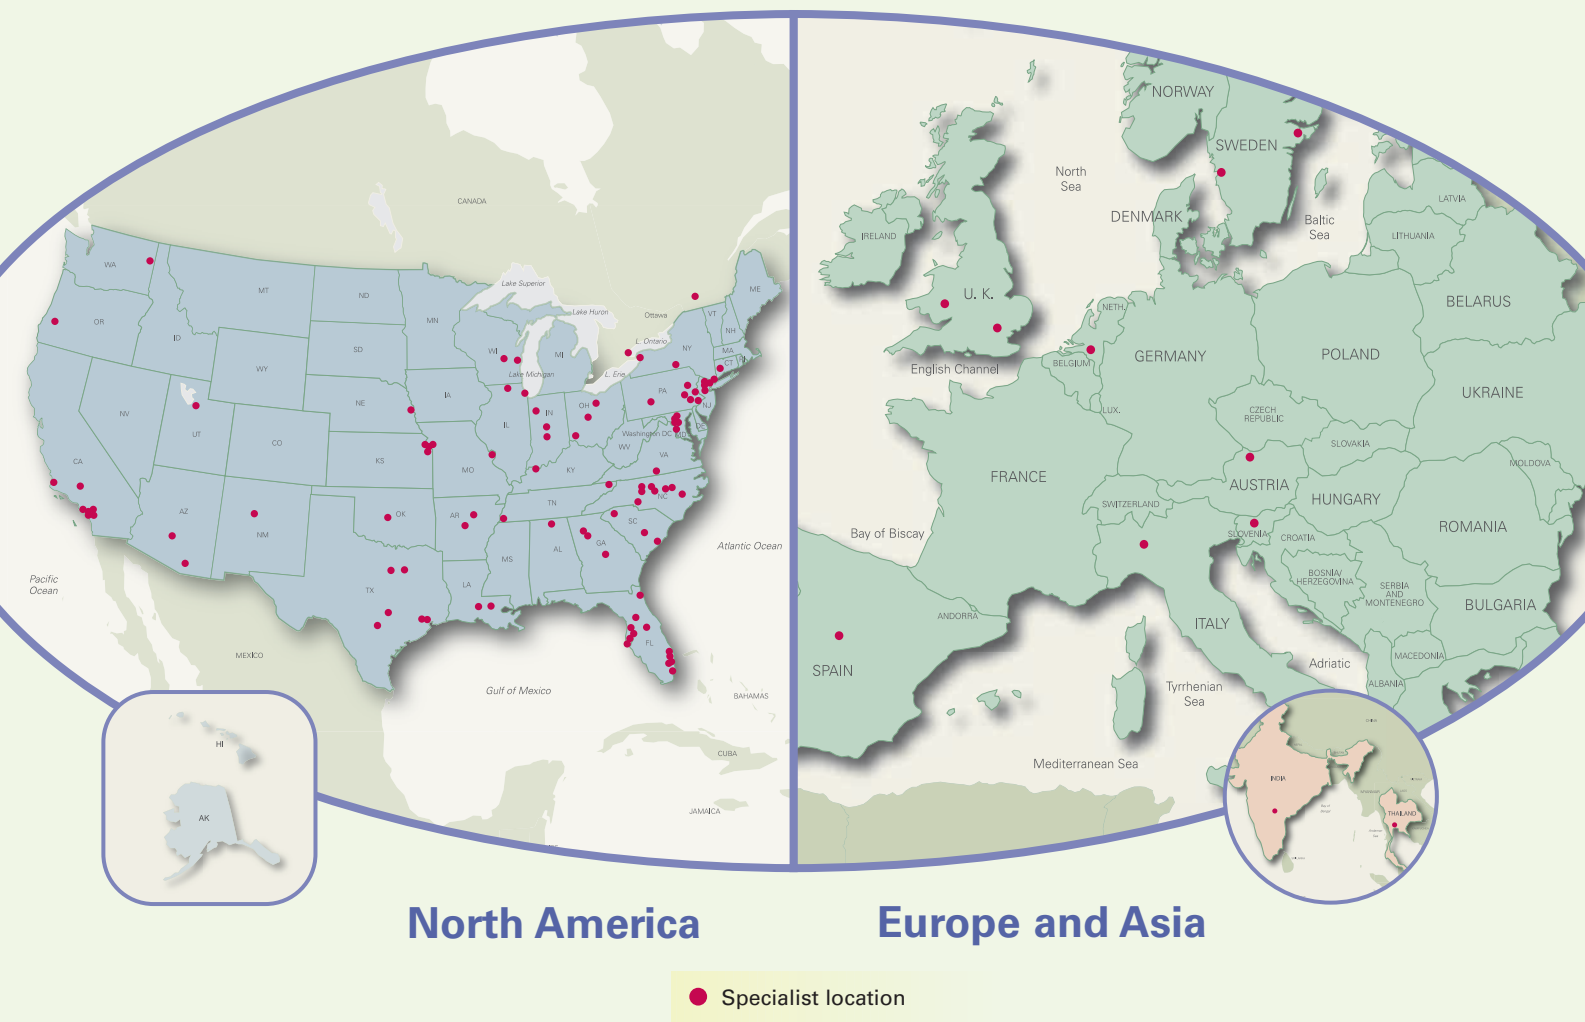 CANADA
WA
MT
ND
MN
Lake Superior
Lake Huron
Ottawa
L. Ontario
VT
ME
NH
OR
ID
SD
WI
MI
NY
MA
CT
RI
WY
Lake Michigan
L. Erie
PA
NJ
NE
IA
NV
UT
CO
IL
IN
OH
Washington DC
MD
DE
WV
VA
CA
KS
MO
KY
NC
TN
AZ
NM
OK
AR
SC
MS
AL
GA
Atlantic Ocean
Pacific
Ocean
TX
LA
FL
MEXICO
Gulf of Mexico
BAHAMAS
CUBA
JAMAICA
HI
AK
NORWAY
SWEDEN
North
Sea
DENMARK
Baltic
Sea
LATVIA
LITHUANIA
IRELAND
U. K.
NETH.
BELARUS
English Channel
BELGIUM
GERMANY
POLAND
UKRAINE
LUX.
CZECH
REPUBLIC
SLOVAKIA
MOLDOVA
FRANCE
AUSTRIA
HUNGARY
SWITZERLAND
Bay of Biscay
SLOVENIA
CROATIA
ROMANIA
BOSNIA/
HERZEGOVINA
SERBIA
AND
MONTENEGRO
BULGARIA
ANDORRA
ITALY
MACEDONIA
SPAIN
Adriatic
ALBANIA
Tyrrhenian
Sea
Mediterranean Sea
CHINA
INDIA
THAILAND
North America
Europe and Asia
Specialist location